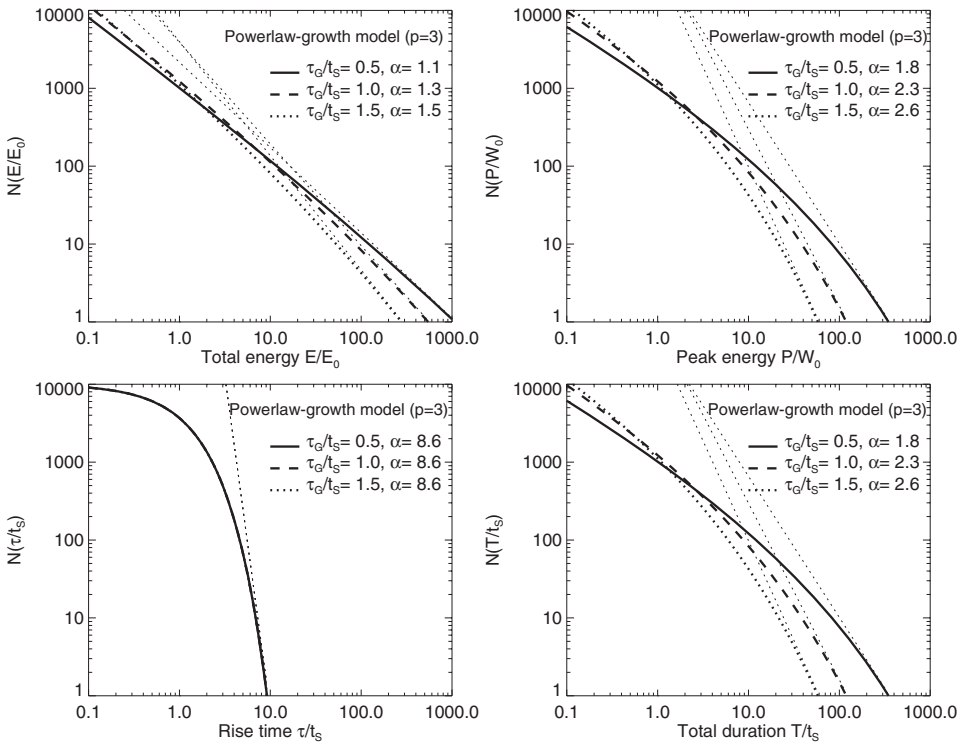 Powerlaw-growth model (p=3)
τG/tS= 0.5, α= 1.1
τG/tS= 1.0, α= 1.3
τG/tS= 1.5, α= 1.5
N(E/E0)
10000
1000
100
10
1
0.1 1.0 10.0 100.0 1000.0
Total energy E/E0
Powerlaw-growth model (p=3)
τG/tS= 0.5, α= 1.8
τG/tS= 1.0, α= 2.3
τG/tS= 1.5, α= 2.6
N(P/W0)
10000
1000
100
10
1
0.1 1.0 10.0 100.0 1000.0
Peak energy P/W0
Powerlaw-growth model (p=3)
τG/tS= 0.5, α= 8.6
τG/tS= 1.0, α= 8.6
τG/tS= 1.5, α= 8.6
N(τ/tS)
10000
1000
100
10
1
0.1 1.0 10.0 100.0 1000.0
Rise time τ/tS
Powerlaw-growth model (p=3)
τG/tS= 0.5, α= 1.8
τG/tS= 1.0, α= 2.3
τG/tS= 1.5, α= 2.6
N(T/tS)
10000
1000
100
10
1
0.1 1.0 10.0 100.0 1000.0
Total duration T/tS